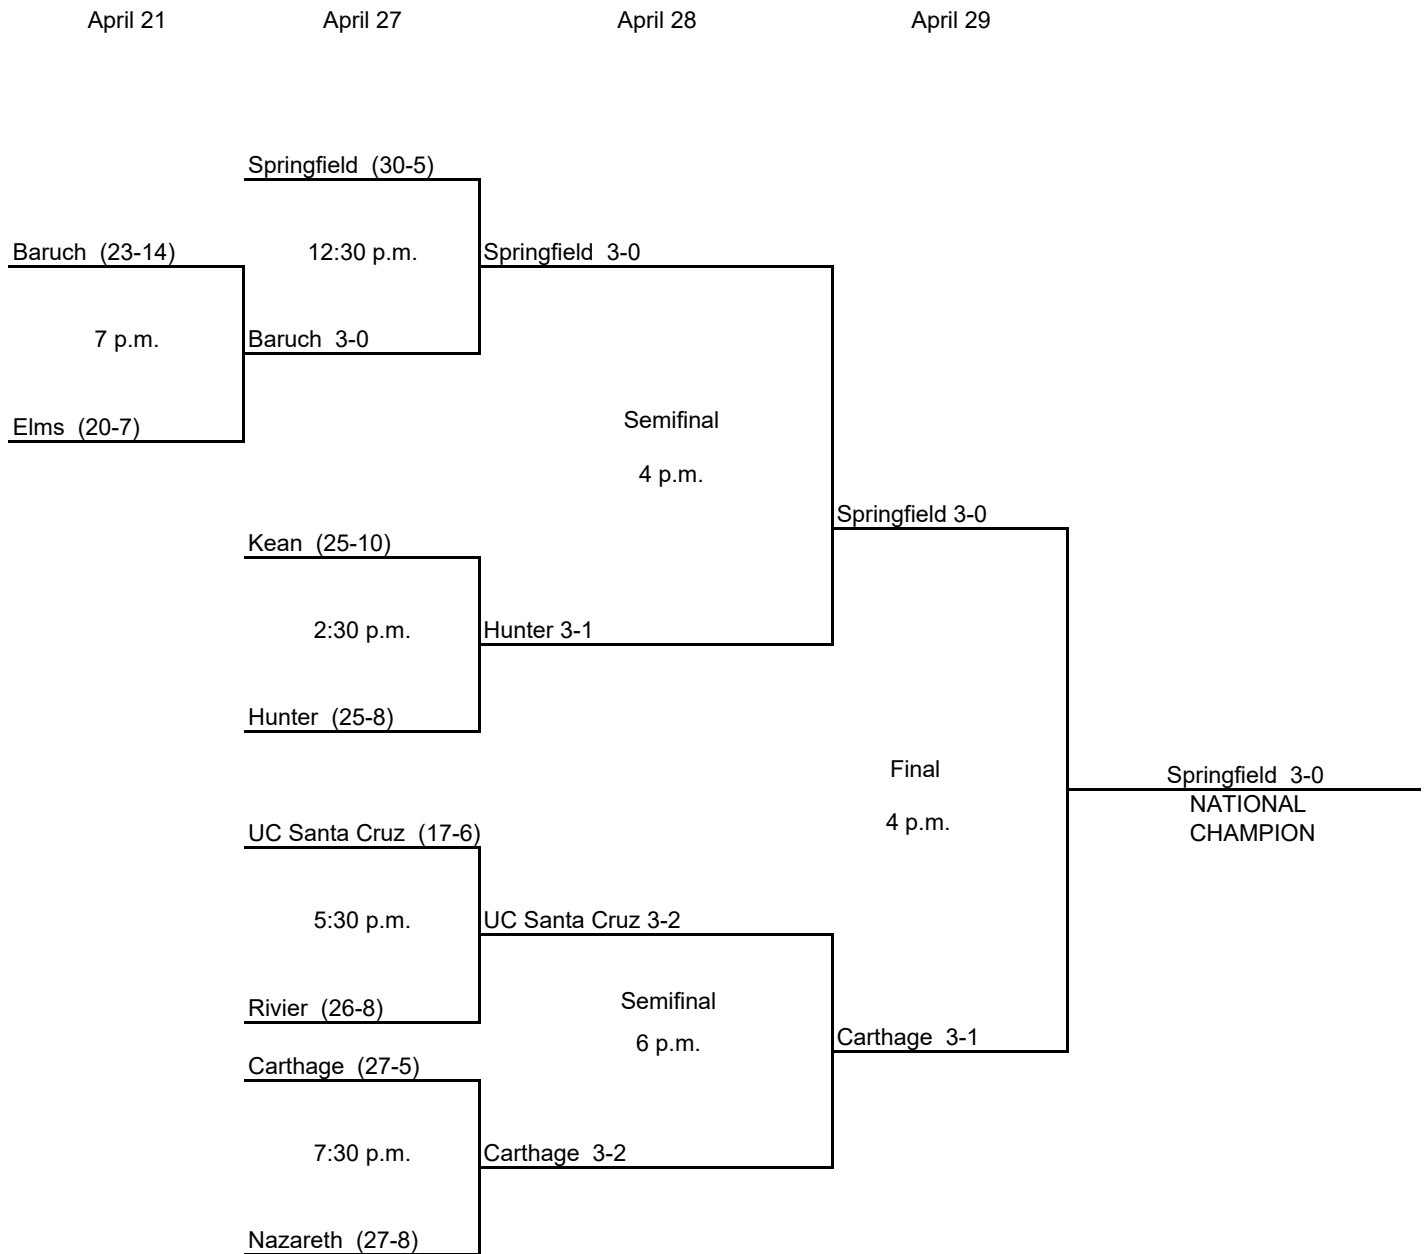 April 21 April 27 April 28 April 29
Springfield (30-5)
Baruch (23-14) 12:30 p.m. Springfield 3-0
7 p.m. Baruch 3-0
Semifinal
Elms (20-7)
4 p.m.
Springfield 3-0
Kean (25-10)
2:30 p.m. Hunter 3-1
Hunter (25-8)
Final
Springfield 3-0
NATIONAL
4 p.m.
CHAMPION
UC Santa Cruz (17-6)
5:30 p.m. UC Santa Cruz 3-2
Semifinal
Rivier (26-8)
6 p.m. Carthage 3-1
Carthage (27-5)
7:30 p.m. Carthage 3-2
Nazareth (27-8)